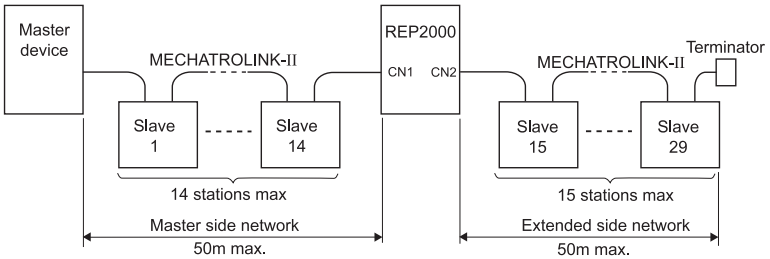 Master
device
MECHATROLINK-II
REP2000
CN1 CN2
MECHATROLINK-II
Terminator
Slave
1
Slave
14
Slave
15
Slave
29
14 stations max
15 stations max
Master side network
50m max.
Extended side network
50m max.